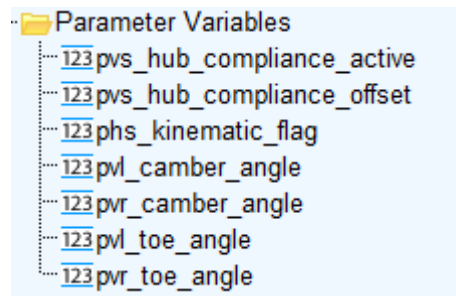 Parameter Variables
123 pvs_hub_compliance_active
123 pvs_hub_compliance_offset
123 phs_kinematic_flag
123 pvl_camber_angle
123 pvr_camber_angle
123 pvl_toe_angle
123 pvr_toe_angle